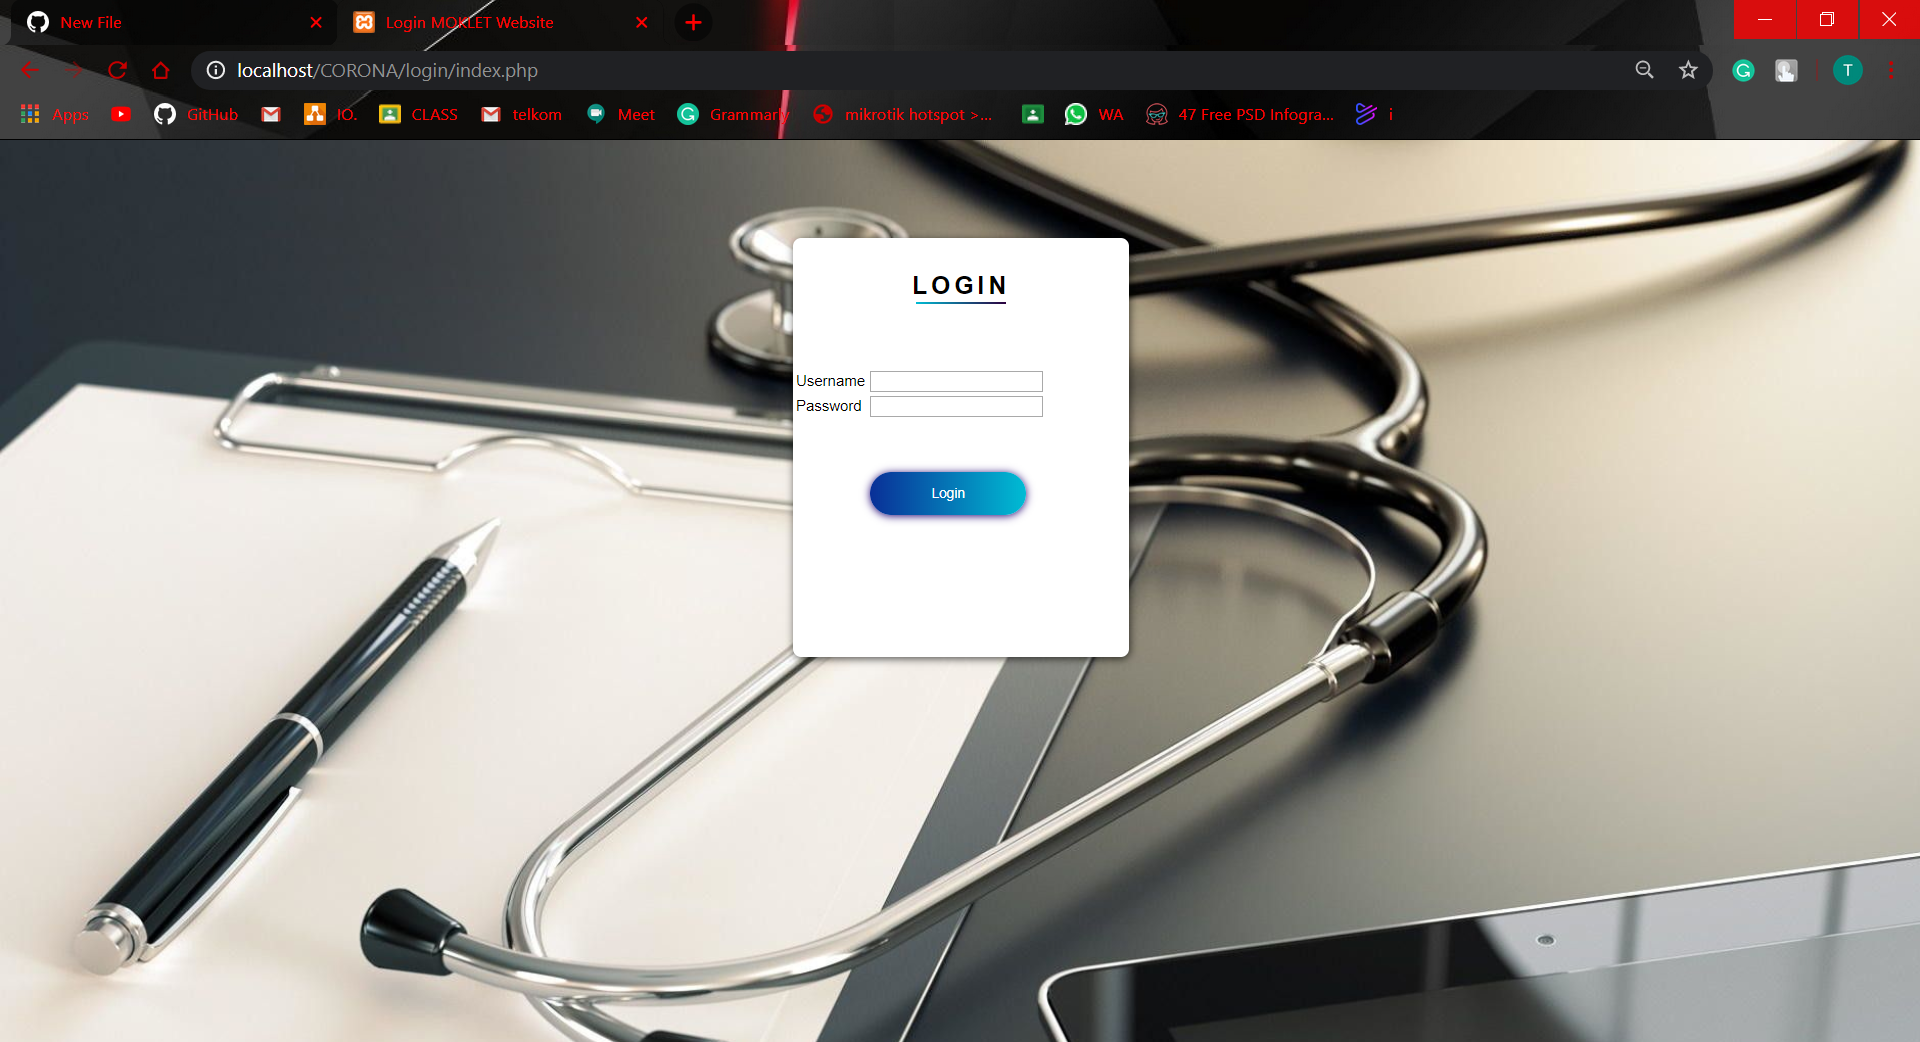 New File
Login MOKLET Website
localhost/CORONA/login/index.php
T
Apps
GitHub
IO.
CLASS
telkom
Meet
Grammarly
mikrotik hotspot >...
WA
47 Free PSD Infogra...
i
LOGIN
Username
Password
Login